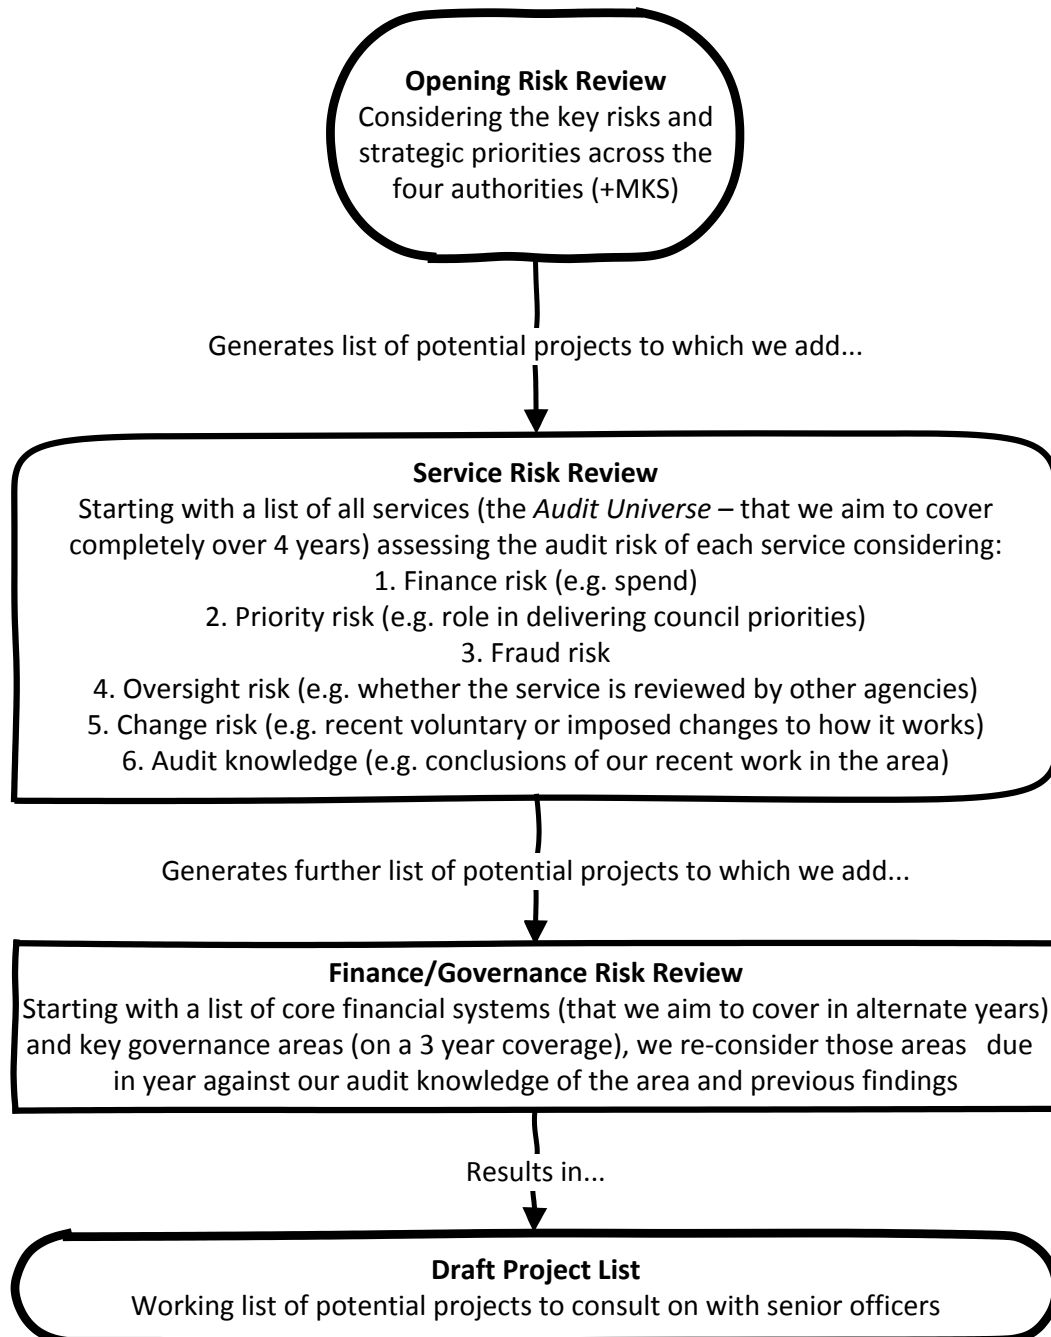 Opening Risk Review
Considering the key risks and
strategic priorities across the
four authorities (+MKS)
Generates list of potential projects to which we add...
Service Risk Review
Starting with a list of all services (the Audit Universe – that we aim to cover
completely over 4 years) assessing the audit risk of each service considering:
1. Finance risk (e.g. spend)
2. Priority risk (e.g. role in delivering council priorities)
3. Fraud risk
4. Oversight risk (e.g. whether the service is reviewed by other agencies)
5. Change risk (e.g. recent voluntary or imposed changes to how it works)
6. Audit knowledge (e.g. conclusions of our recent work in the area)
Generates further list of potential projects to which we add...
Finance/Governance Risk Review
Starting with a list of core financial systems (that we aim to cover in alternate years)
and key governance areas (on a 3 year coverage), we re-consider those areas due
in year against our audit knowledge of the area and previous findings
Results in...
Draft Project List
Working list of potential projects to consult on with senior officers